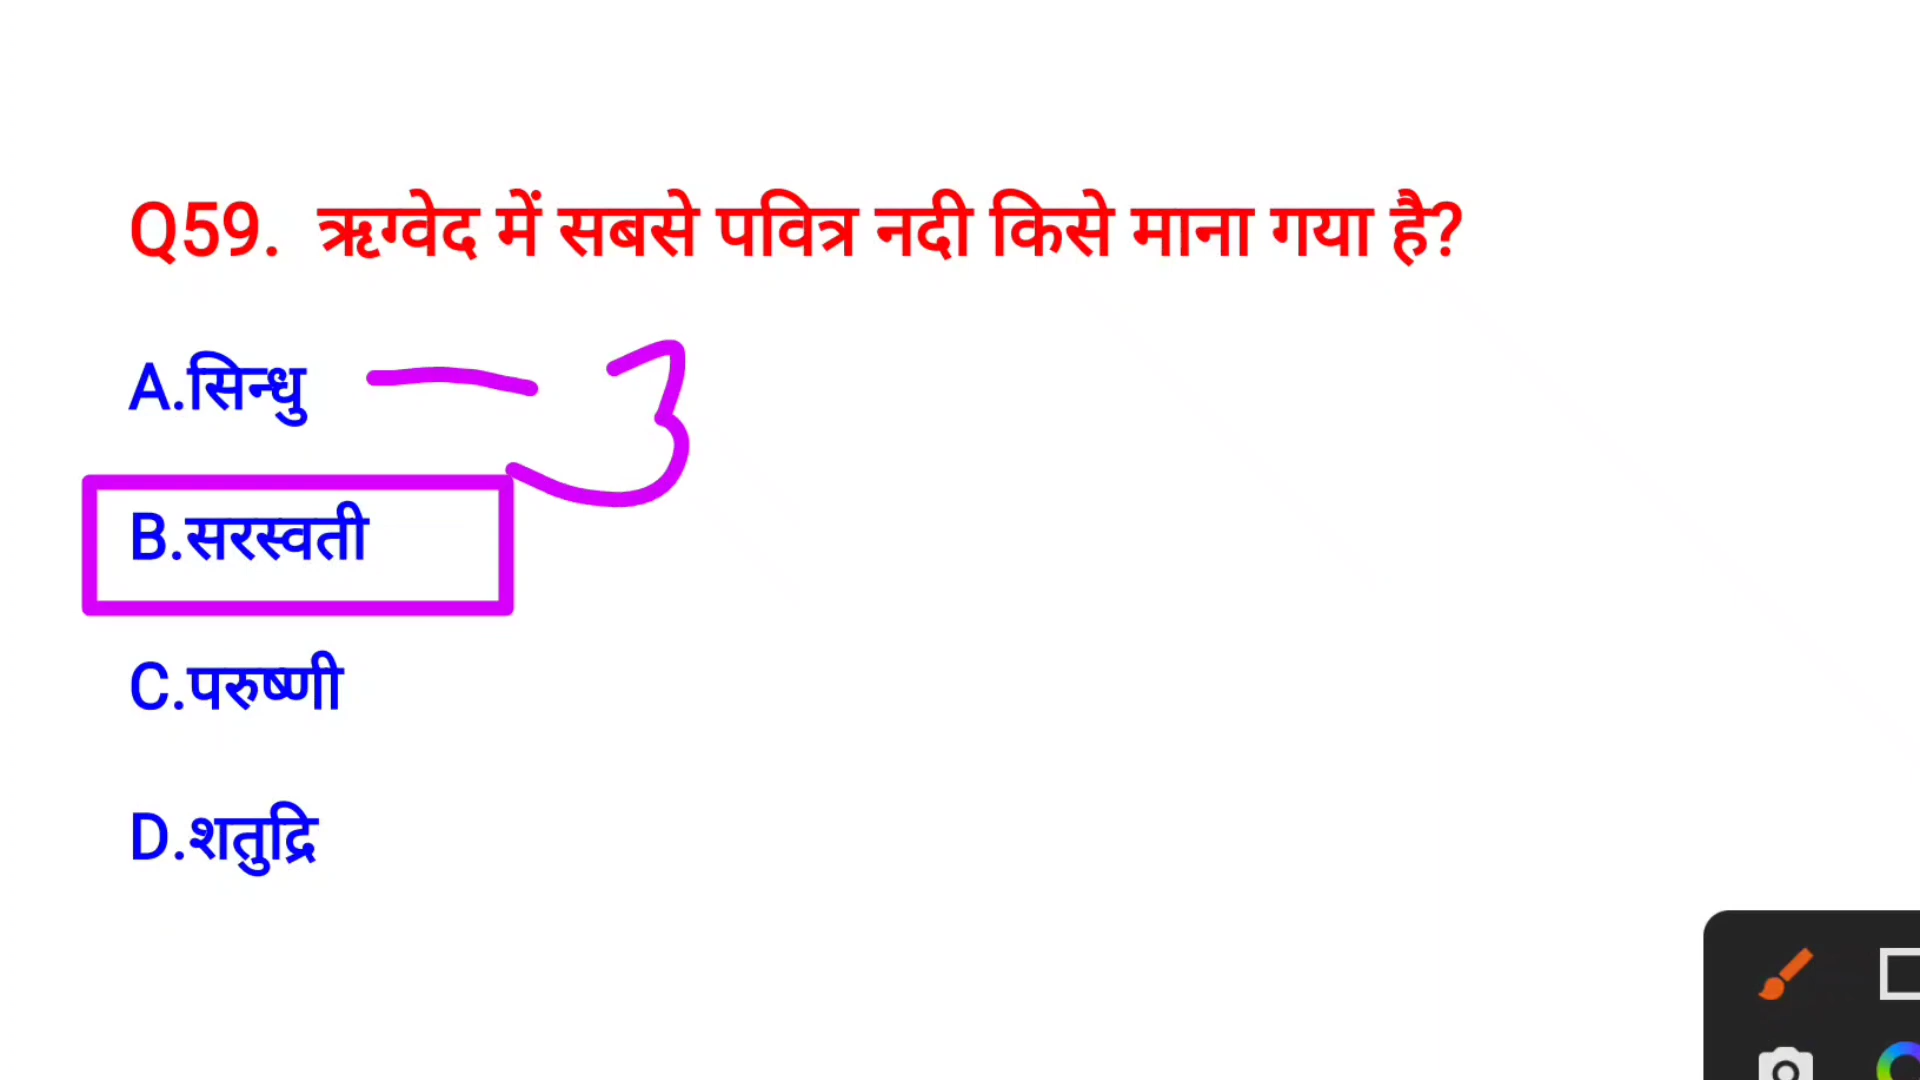 Q59. ऋग्वेद में सबसे पवित्र नदी किसे माना गया है?
A.सिन्धु
B.सरस्वती
C.परुष्णी
D.शतुद्रि